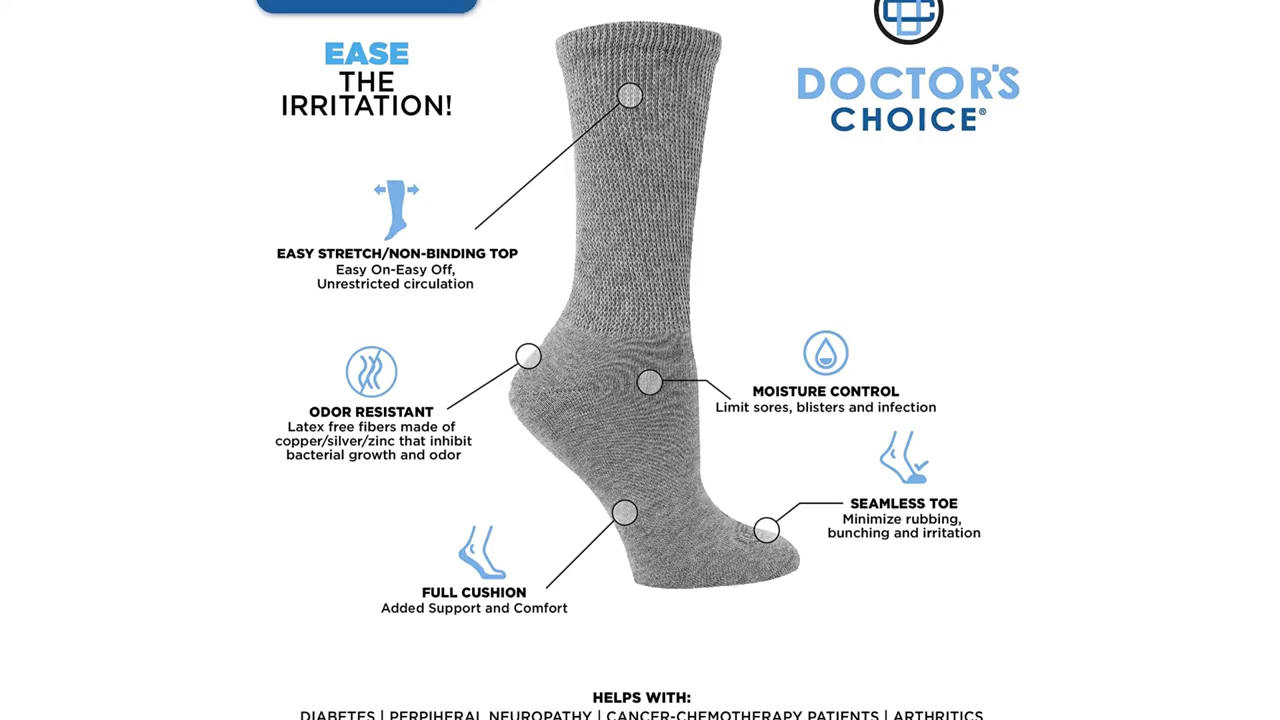 EASE
THE
IRRITATION!
DC
DOCTOR'S
CHOICE®
EASY STRETCH/NON-BINDING TOP
Easy On-Easy Off,
Unrestricted circulation
ODOR RESISTANT
Latex free fibers made of
copper/silver/zinc that inhibit
bacterial growth and odor
MOISTURE CONTROL
Limit sores, blisters and infection
SEAMLESS TOE
Minimize rubbing,
bunching and irritation
FULL CUSHION
Added Support and Comfort
HELPS WITH:
DIABETES | PERPIHERAL NEUROPATHY | CANCER-CHEMOTHERAPY PATIENTS | ARTHRITICS